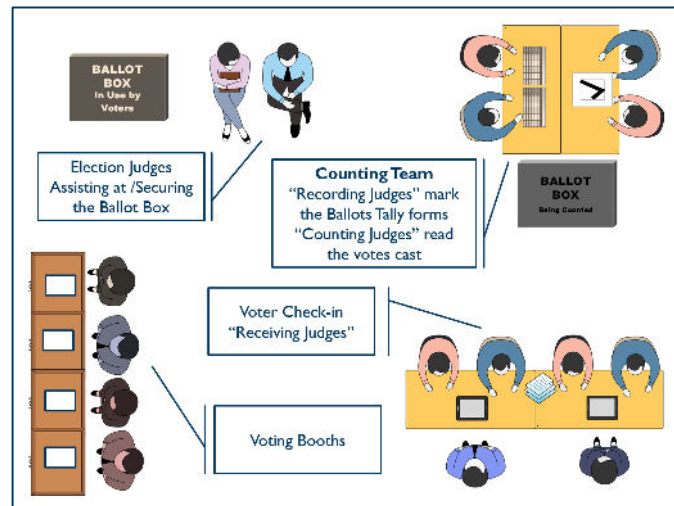 BALLOT
BOX
In Use by
Voters
Election Judges
Assisting at /Securing
the Ballot Box
Counting Team
“Recording Judges” mark
the Ballots Tally forms
“Counting Judges” read
the votes cast
BALLOT
BOX
Being Counted
Voter Check-in
“Receiving Judges”
Voting Booths